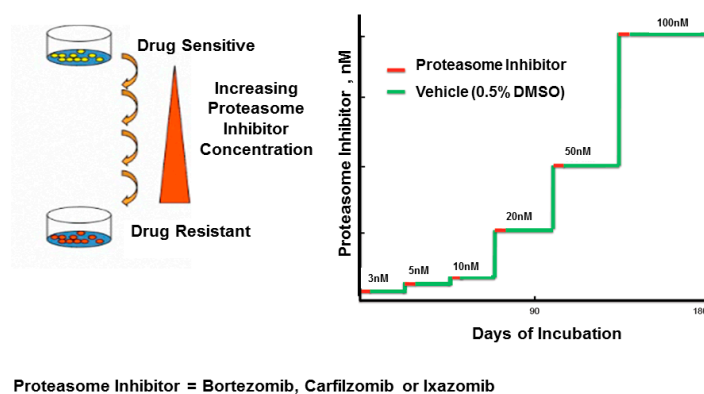 Drug Sensitive
Increasing
Proteasome
Inhibitor
Concentration
Drug Resistant
Proteasome Inhibitor , nM
Proteasome Inhibitor
Vehicle (0.5% DMSO)
3nM
5nM
10nM
20nM
50nM
100nM
90
180
Days of Incubation
Proteasome Inhibitor = Bortezomib, Carfilzomib or Ixazomib